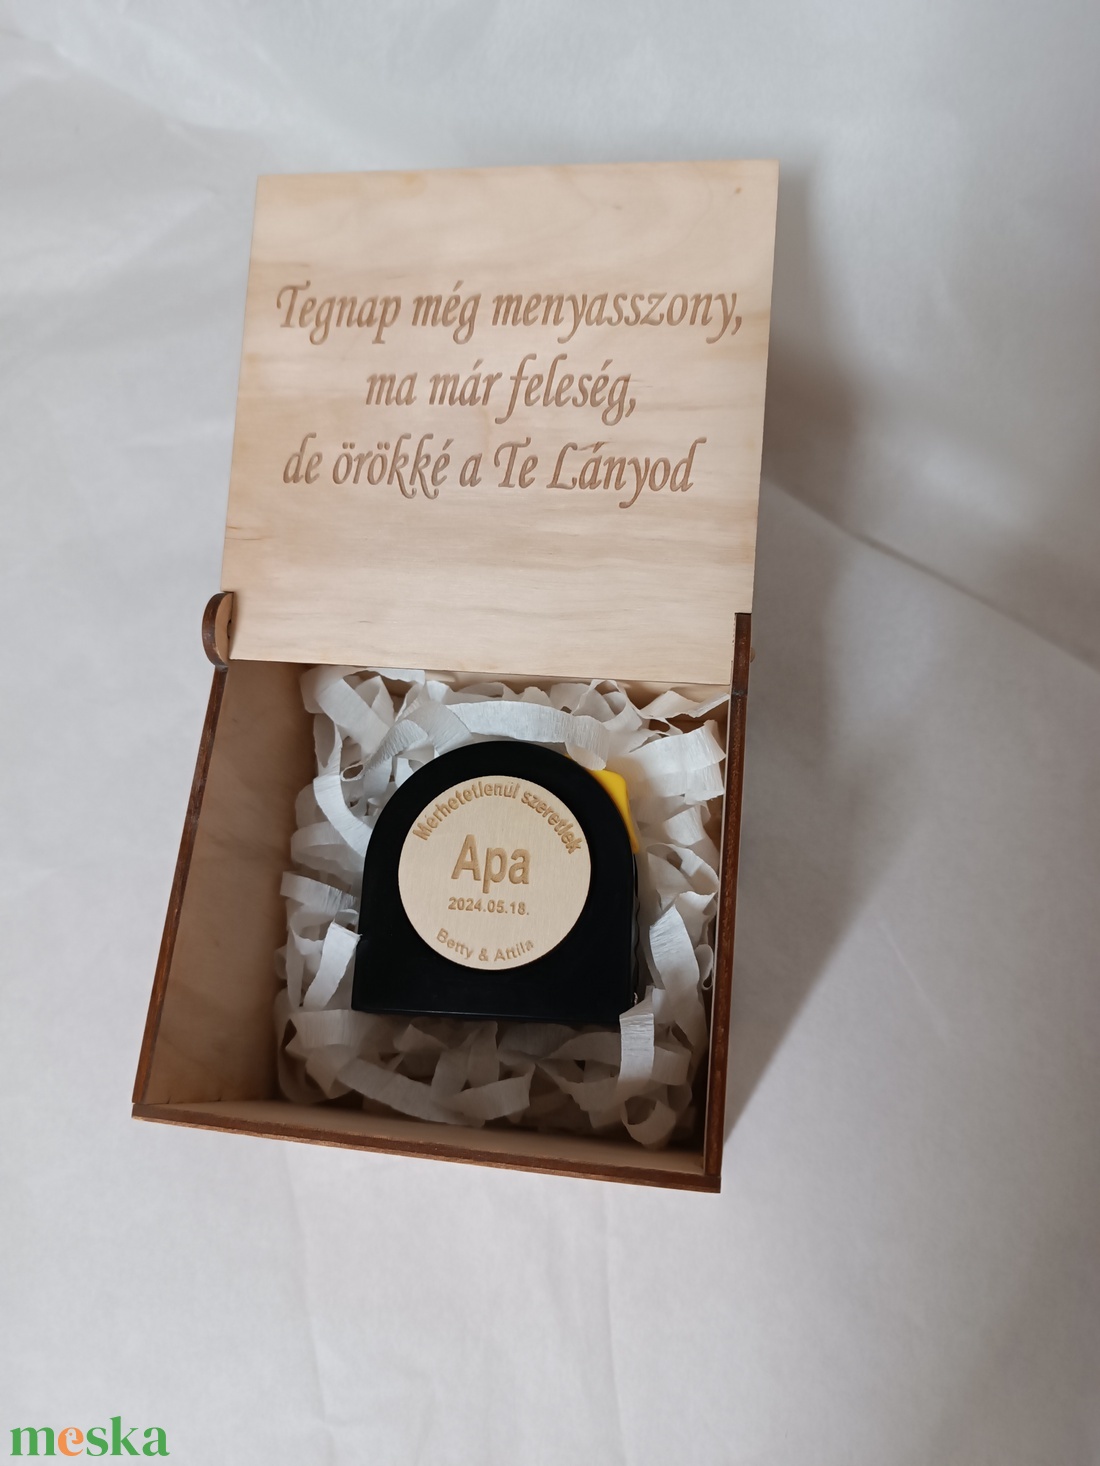 Tegnap még menyasszony,
ma már feleség,
de örökké a Te Lányod
Mérhetetlenül szeretlek
Apa
2024.05.18.
Betty & Attila
meska